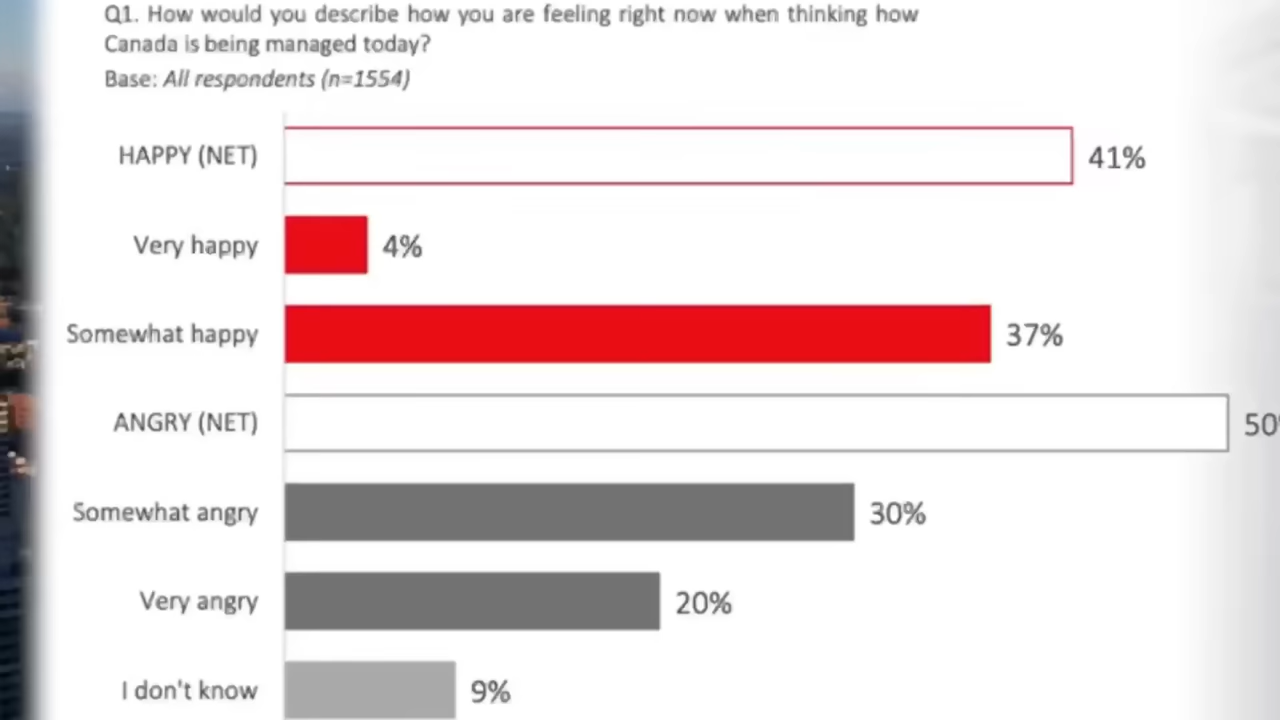 Q1. How would you describe how you are feeling right now when thinking how
Canada is being managed today?
Base: All respondents (n=1554)
HAPPY (NET) 41%
Very happy 4%
Somewhat happy 37%
ANGRY (NET) 50
Somewhat angry 30%
Very angry 20%
I don't know 9%